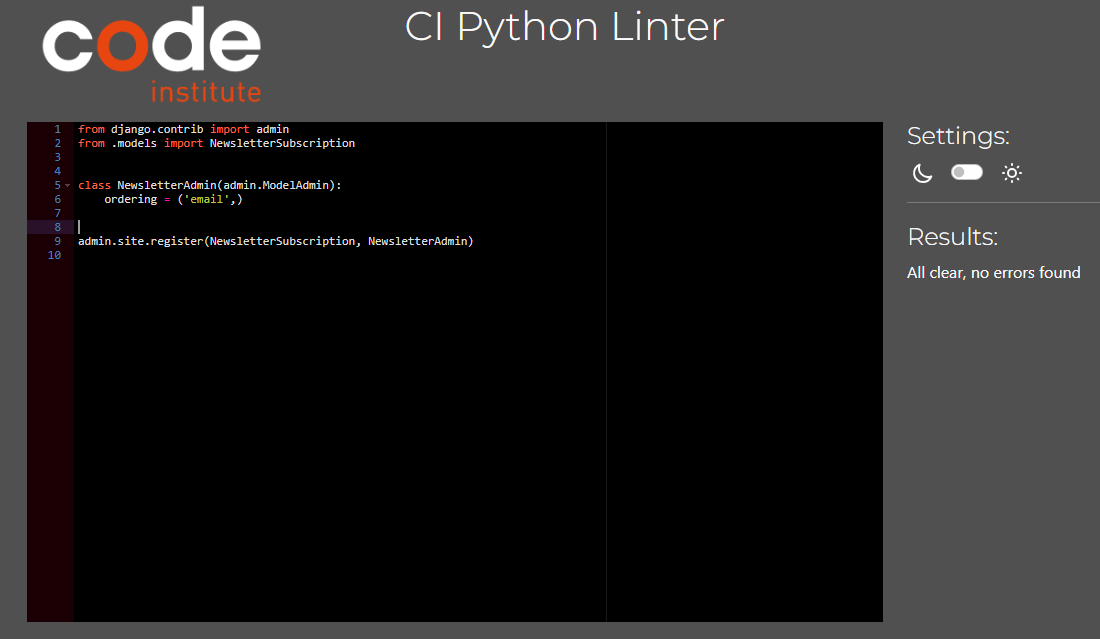 code
institute
CI Python Linter
1 from django.contrib import admin
2 from .models import NewsletterSubscription
3
4
5 class NewsletterAdmin(admin.ModelAdmin):
6     ordering = ('email',)
7
8
9 admin.site.register(NewsletterSubscription, NewsletterAdmin)
10
Settings:
Results:
All clear, no errors found